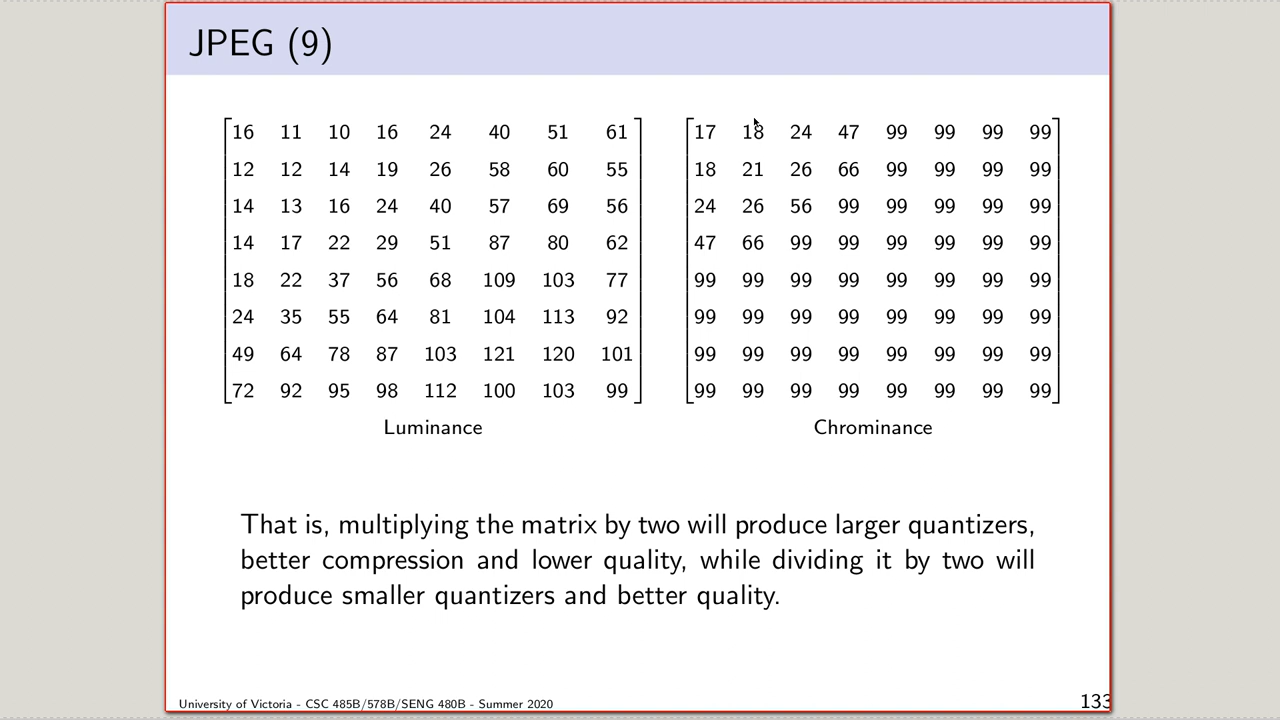 JPEG (9)
16 11 10 16 24 40 51 61
12 12 14 19 26 58 60 55
14 13 16 24 40 57 69 56
14 17 22 29 51 87 80 62
18 22 37 56 68 109 103 77
24 35 55 64 81 104 113 92
49 64 78 87 103 121 120 101
72 92 95 98 112 100 103 99
Luminance
17 18 24 47 99 99 99 99
18 21 26 66 99 99 99 99
24 26 56 99 99 99 99 99
47 66 99 99 99 99 99 99
99 99 99 99 99 99 99 99
99 99 99 99 99 99 99 99
99 99 99 99 99 99 99 99
99 99 99 99 99 99 99 99
Chrominance
That is, multiplying the matrix by two will produce larger quantizers,
better compression and lower quality, while dividing it by two will
produce smaller quantizers and better quality.
University of Victoria - CSC 485B/578B/SENG 480B - Summer 2020
133